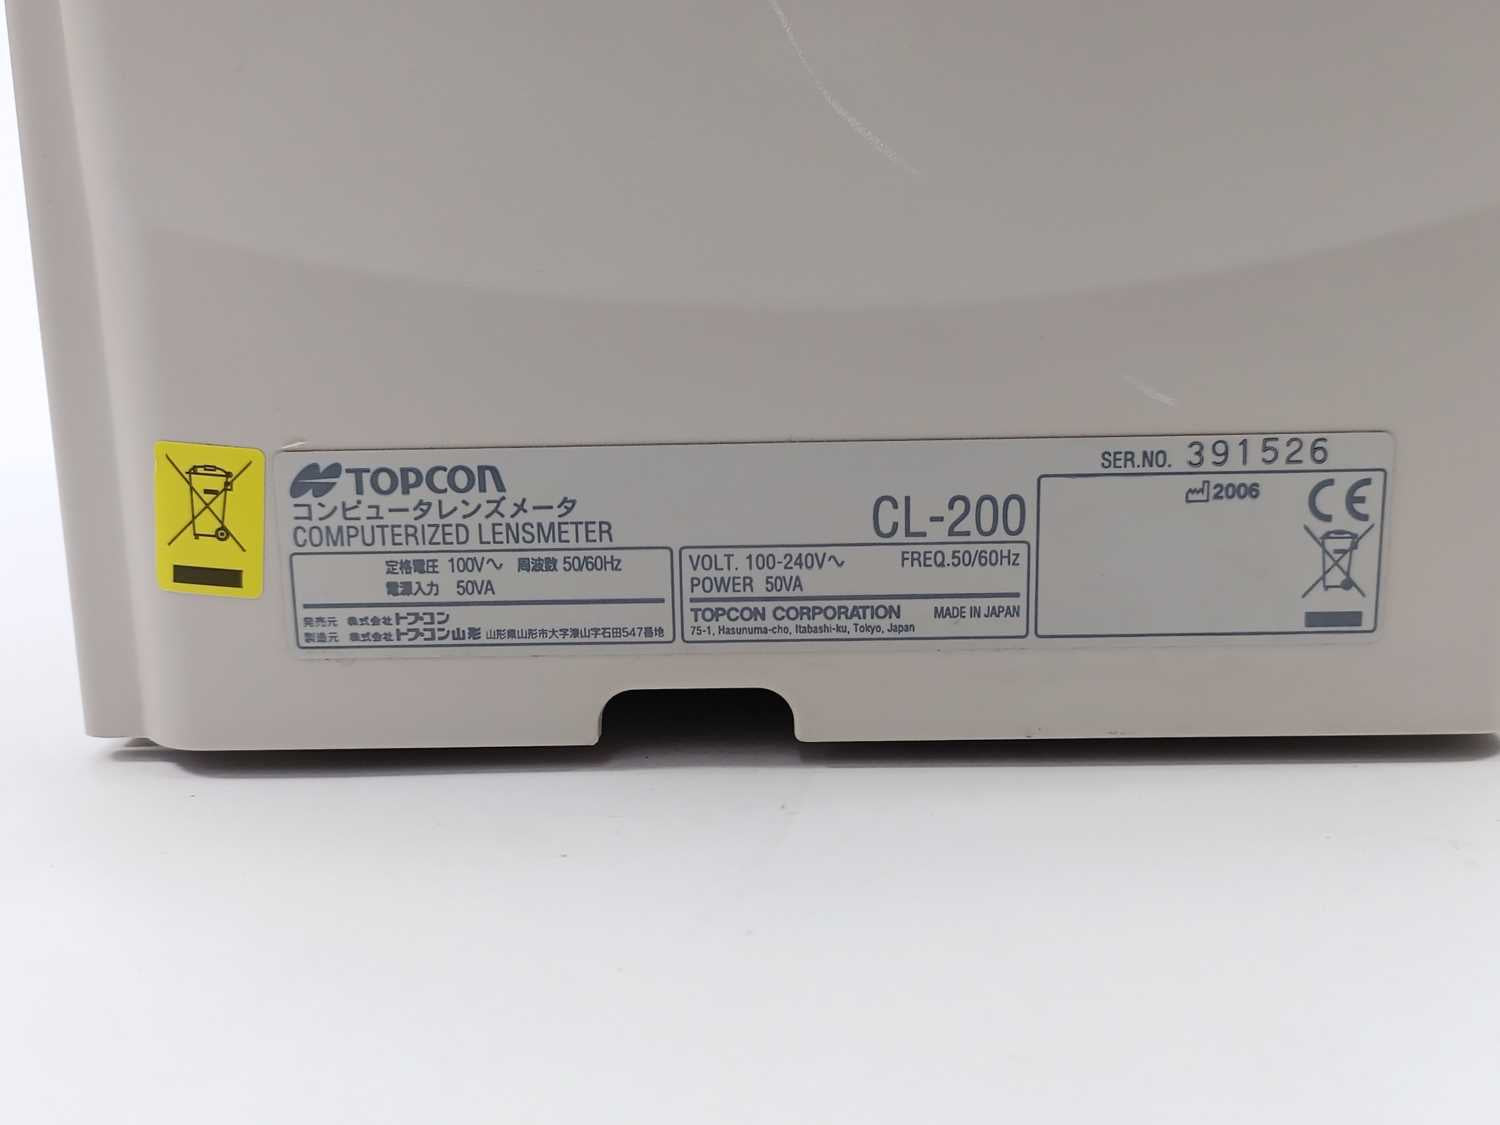 TOPCON
コンピュータレンズメータ
COMPUTERIZED LENSMETER
CL-200
SER.NO. 391526
2006
CE
定格電圧 100V～ 周波数 50/60Hz
電源入力 50VA
発売元 株式会社トプコン
製造元 株式会社トプコン山形 山形県山形市大字漆山字石田547番地
VOLT. 100-240V～ FREQ.50/60Hz
POWER 50VA
TOPCON CORPORATION MADE IN JAPAN
75-1, Hasunuma-cho, Itabashi-ku, Tokyo, Japan